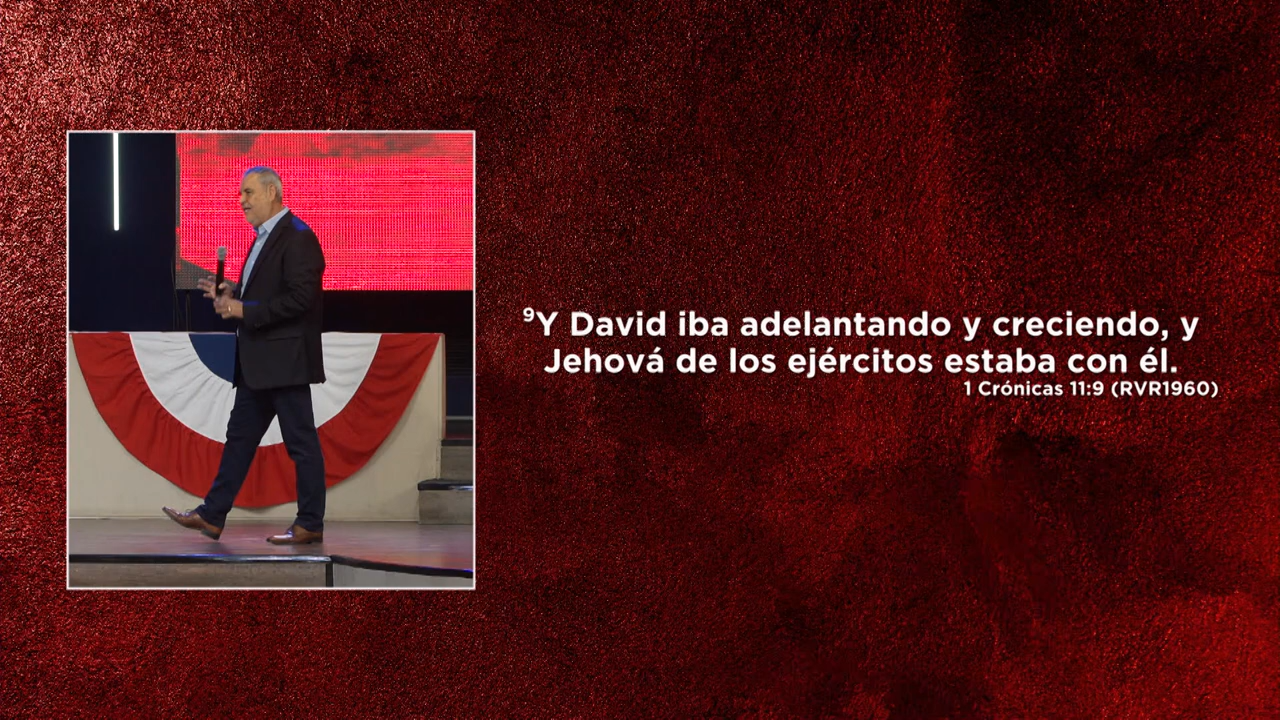 ⁹Y David iba adelantando y creciendo, y
Jehová de los ejércitos estaba con él.
1 Crónicas 11:9 (RVR1960)